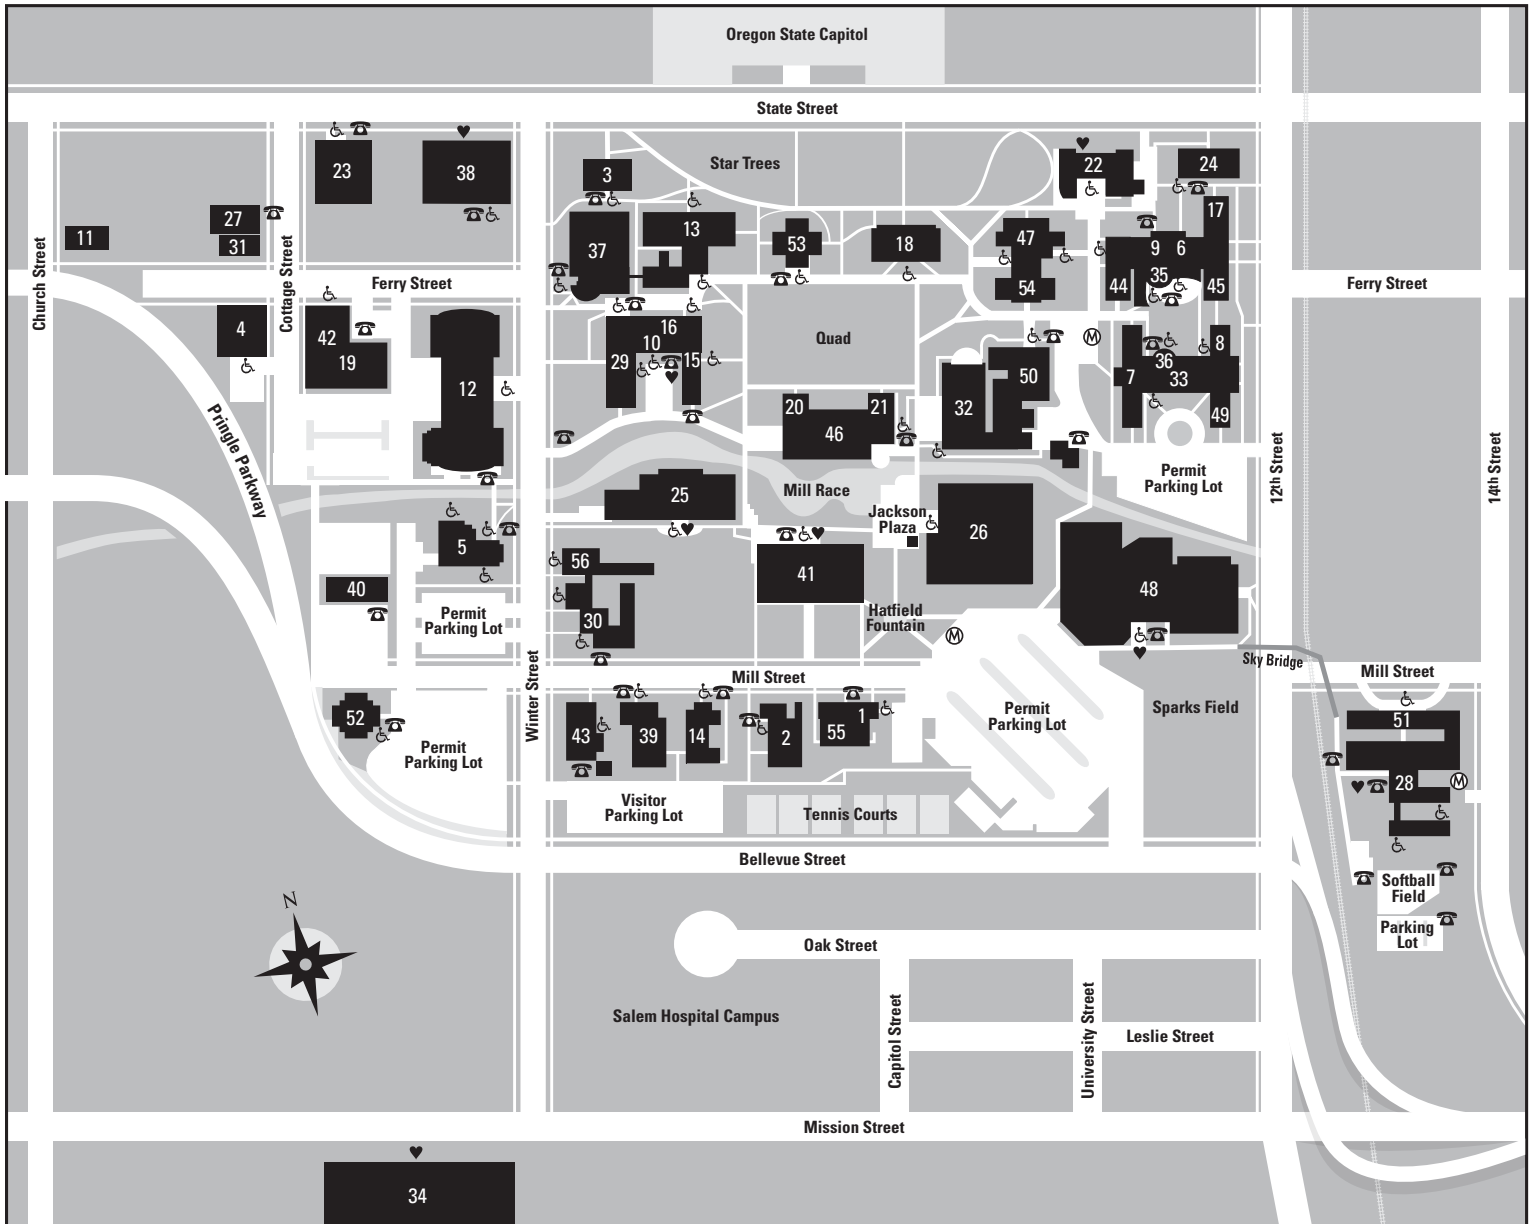 Oregon State Capitol
State Street
23
38
3
Star Trees
22
24
27
31
11
37
13
53
18
47
54
17
9
6
35
44
45
Church Street
Cottage Street
Ferry Street
Ferry Street
4
42
19
12
16
10
29
15
Quad
M
50
32
20
21
46
8
7
36
33
49
Pringle Parkway
Permit
Parking Lot
12th Street
14th Street
25
Mill Race
Jackson
Plaza
26
5
56
40
30
41
48
Permit
Parking Lot
Hatfield
Fountain
M
Sky Bridge
Winter Street
Mill Street
Mill Street
52
43
39
14
2
1
55
Permit
Parking Lot
Permit
Parking Lot
Sparks Field
51
28
M
Visitor
Parking Lot
Tennis Courts
Bellevue Street
Softball
Field
Parking
Lot
N
Oak Street
Salem Hospital Campus
Capitol Street
University Street
Leslie Street
Mission Street
34